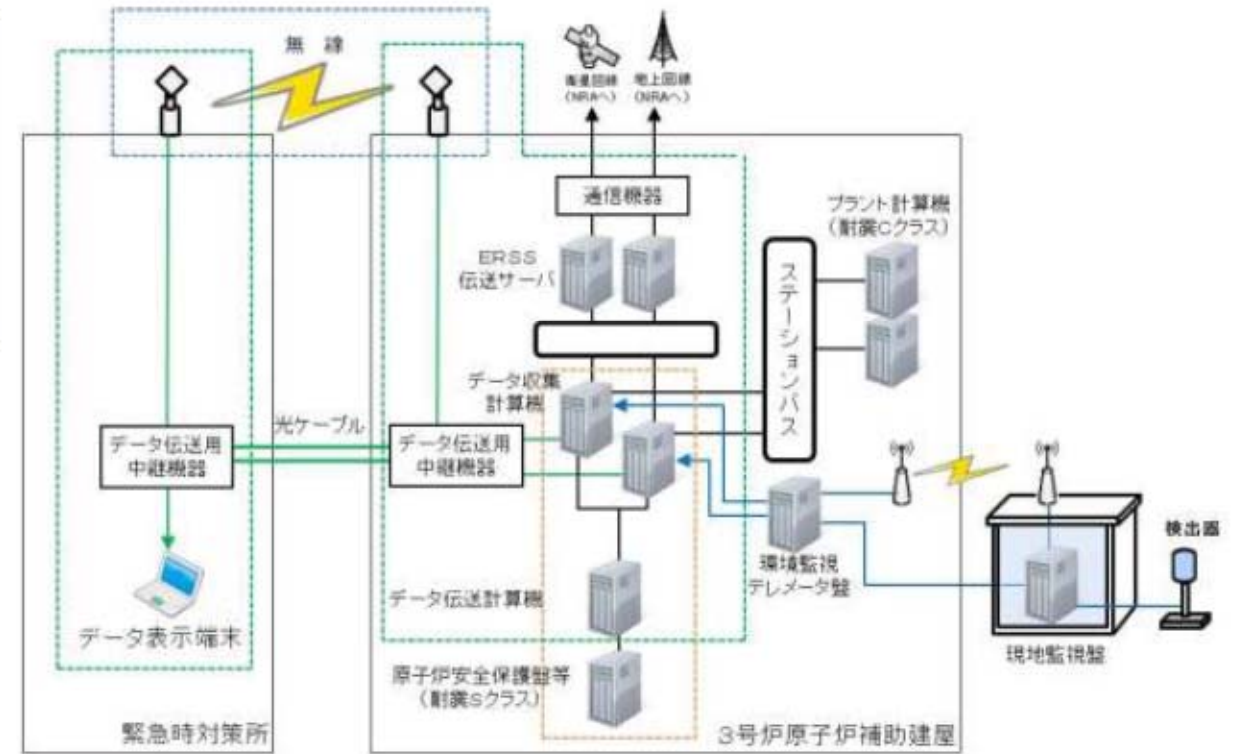 無 線
衛星回線
(NRAへ)
地上回線
(NRAへ)
通信機器
ERSS
伝送サーバ
プラント計算機
(耐震Cクラス)
ステーションバス
データ収集
計算機
光ケーブル
データ伝送用
中継機器
データ伝送用
中継機器
環境監視
テレメータ盤
検出器
現地監視盤
データ表示端末
データ伝送計算機
原子炉安全保護盤等
(耐震Sクラス)
緊急時対策所
3号炉原子炉補助建屋